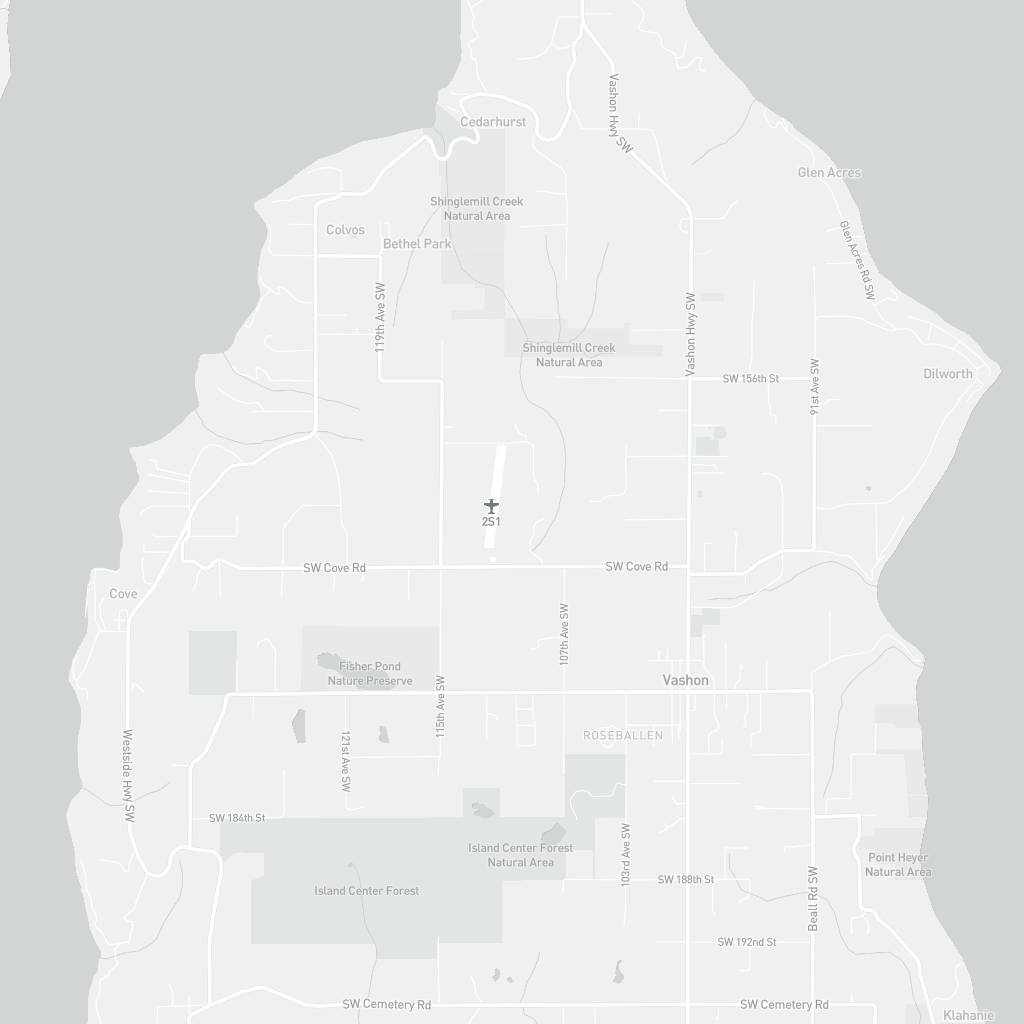 Cedarhurst
Vashon Hwy SW
Glen Acres
Shinglemill Creek
Natural Area
Colvos
Bethel Park
Glen Acres Rd SW
119th Ave SW
Vashon Hwy SW
Shinglemill Creek
Natural Area
SW 156th St
91st Ave SW
Dilworth
2S1
SW Cove Rd
SW Cove Rd
Cove
107th Ave SW
Fisher Pond
Nature Preserve
Vashon
115th Ave SW
Westside Hwy SW
121st Ave SW
ROSEBALLEN
SW 184th St
Island Center Forest
Natural Area
103rd Ave SW
Point Heyer
Natural Area
Island Center Forest
SW 188th St
Beall Rd SW
SW 192nd St
SW Cemetery Rd
SW Cemetery Rd
Klahanie